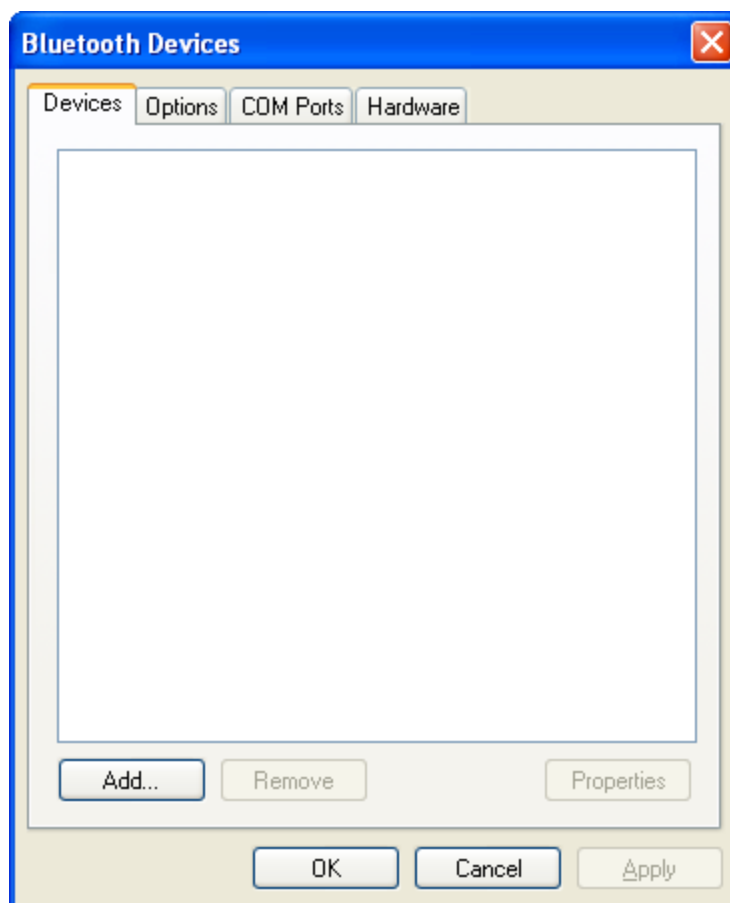 Bluetooth Devices
Devices Options COM Ports Hardware
Add... Remove Properties
OK Cancel Apply